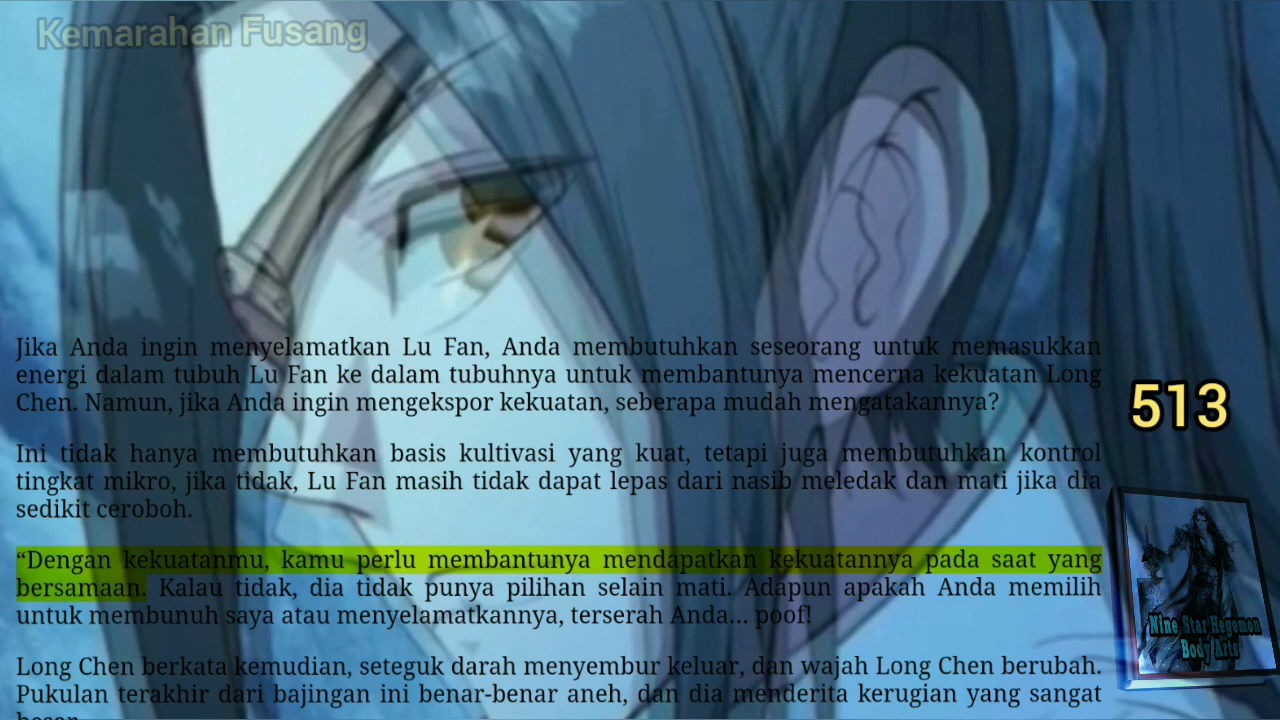 Kemarahan Fusang
Jika Anda ingin menyelamatkan Lu Fan, Anda membutuhkan seseorang untuk memasukkan
energi dalam tubuh Lu Fan ke dalam tubuhnya untuk membantunya mencerna kekuatan Long
Chen. Namun, jika Anda ingin mengekspor kekuatan, seberapa mudah mengatakannya?
Ini tidak hanya membutuhkan basis kultivasi yang kuat, tetapi juga membutuhkan kontrol
tingkat mikro, jika tidak, Lu Fan masih tidak dapat lepas dari nasib meledak dan mati jika dia
sedikit ceroboh.
“Dengan kekuatanmu, kamu perlu membantunya mendapatkan kekuatannya pada saat yang
bersamaan. Kalau tidak, dia tidak punya pilihan selain mati. Adapun apakah Anda memilih
untuk membunuh saya atau menyelamatkannya, terserah Anda... poof!
Long Chen berkata kemudian, seteguk darah menyembur keluar, dan wajah Long Chen berubah.
Pukulan terakhir dari bajingan ini benar-benar aneh, dan dia menderita kerugian yang sangat
513
Nine Star Hegemon
Body Arts